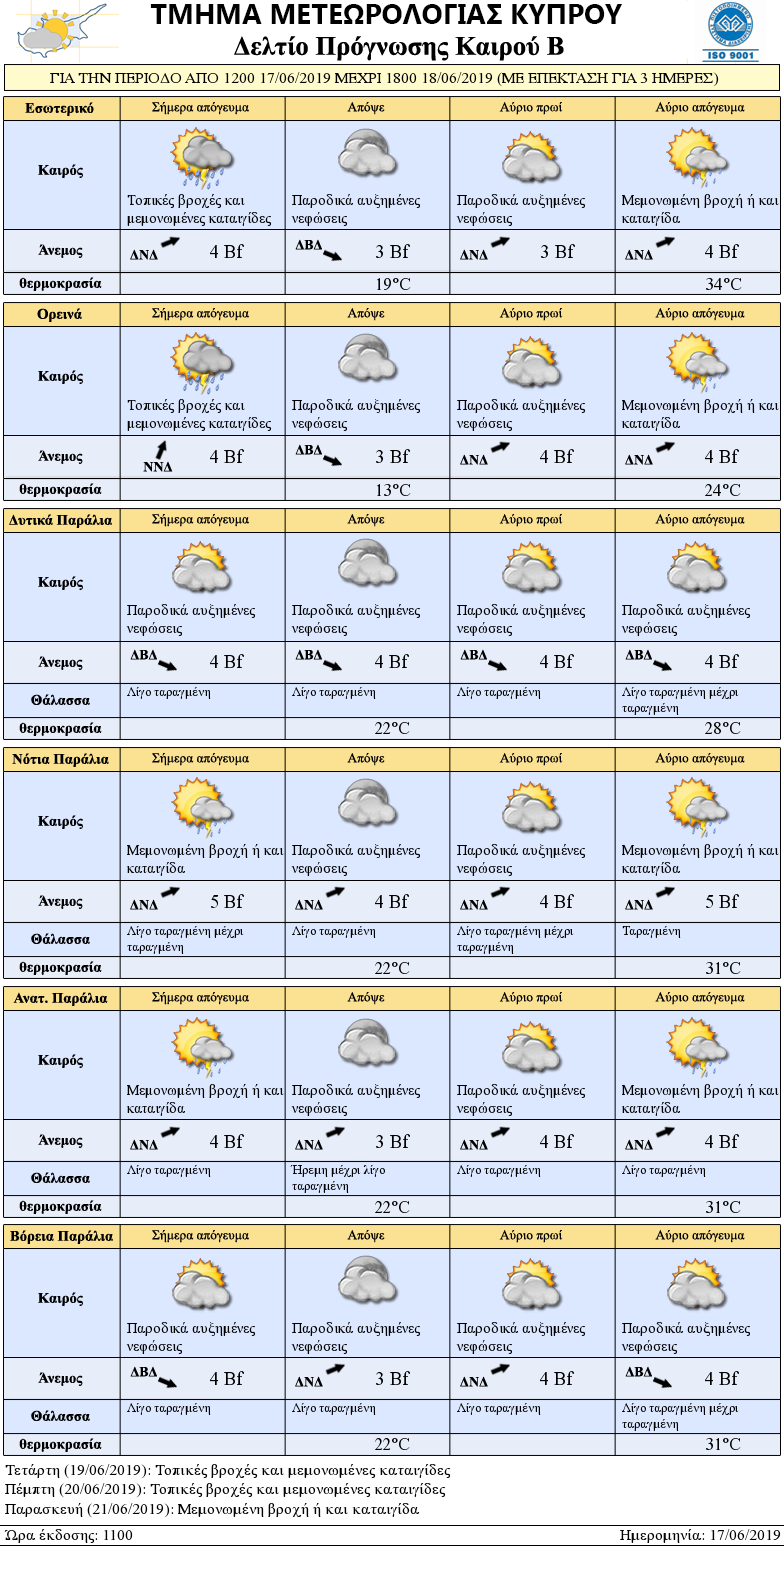 ΤΜΗΜΑ ΜΕΤΕΩΡΟΛΟΓΙΑΣ ΚΥΠΡΟΥ
Δελτίο Πρόγνωσης Καιρού Β
ISO 9001
ΓΙΑ ΤΗΝ ΠΕΡΙΟΔΟ ΑΠΟ 1200 17/06/2019 ΜΕΧΡΙ 1800 18/06/2019 (ΜΕ ΕΠΕΚΤΑΣΗ ΓΙΑ 3 ΗΜΕΡΕΣ)
Εσωτερικό Σήμερα απόγευμα Απόψε Αύριο πρωί Αύριο απόγευμα
Καιρός
Τοπικές βροχές και Παροδικά αυξημένες Παροδικά αυξημένες Μεμονωμένη βροχή ή και
μεμονωμένες καταιγίδες νεφώσεις νεφώσεις καταιγίδα
Άνεμος ΔΝΔ 4 Bf ΔΒΔ 3 Bf ΔΝΔ 3 Bf ΔΝΔ 4 Bf
θερμοκρασία 19°C 34°C
Ορεινά Σήμερα απόγευμα Απόψε Αύριο πρωί Αύριο απόγευμα
Καιρός
Τοπικές βροχές και Παροδικά αυξημένες Παροδικά αυξημένες Μεμονωμένη βροχή ή και
μεμονωμένες καταιγίδες νεφώσεις νεφώσεις καταιγίδα
Άνεμος ΝΝΔ 4 Bf ΔΒΔ 3 Bf ΔΝΔ 4 Bf ΔΝΔ 4 Bf
θερμοκρασία 13°C 24°C
Δυτικά Παράλια Σήμερα απόγευμα Απόψε Αύριο πρωί Αύριο απόγευμα
Καιρός
Παροδικά αυξημένες Παροδικά αυξημένες Παροδικά αυξημένες Παροδικά αυξημένες
νεφώσεις νεφώσεις νεφώσεις νεφώσεις
Άνεμος ΔΒΔ 4 Bf ΔΒΔ 4 Bf ΔΒΔ 4 Bf ΔΒΔ 4 Bf
Θάλασσα Λίγο ταραγμένη Λίγο ταραγμένη Λίγο ταραγμένη Λίγο ταραγμένη μέχρι
ταραγμένη
θερμοκρασία 22°C 28°C
Νότια Παράλια Σήμερα απόγευμα Απόψε Αύριο πρωί Αύριο απόγευμα
Καιρός
Μεμονωμένη βροχή ή και Παροδικά αυξημένες Παροδικά αυξημένες Μεμονωμένη βροχή ή και
καταιγίδα νεφώσεις νεφώσεις καταιγίδα
Άνεμος ΔΝΔ 5 Bf ΔΝΔ 4 Bf ΔΝΔ 4 Bf ΔΝΔ 5 Bf
Θάλασσα Λίγο ταραγμένη μέχρι Λίγο ταραγμένη Λίγο ταραγμένη μέχρι Ταραγμένη
ταραγμένη ταραγμένη
θερμοκρασία 22°C 31°C
Ανατ. Παράλια Σήμερα απόγευμα Απόψε Αύριο πρωί Αύριο απόγευμα
Καιρός
Μεμονωμένη βροχή ή και Παροδικά αυξημένες Παροδικά αυξημένες Μεμονωμένη βροχή ή και
καταιγίδα νεφώσεις νεφώσεις καταιγίδα
Άνεμος ΔΝΔ 4 Bf ΔΝΔ 3 Bf ΔΝΔ 4 Bf ΔΝΔ 4 Bf
Θάλασσα Λίγο ταραγμένη Ήρεμη μέχρι λίγο Λίγο ταραγμένη Λίγο ταραγμένη
ταραγμένη
θερμοκρασία 22°C 31°C
Βόρεια Παράλια Σήμερα απόγευμα Απόψε Αύριο πρωί Αύριο απόγευμα
Καιρός
Παροδικά αυξημένες Παροδικά αυξημένες Παροδικά αυξημένες Παροδικά αυξημένες
νεφώσεις νεφώσεις νεφώσεις νεφώσεις
Άνεμος ΔΒΔ 4 Bf ΔΝΔ 3 Bf ΔΝΔ 4 Bf ΔΒΔ 4 Bf
Θάλασσα Λίγο ταραγμένη Λίγο ταραγμένη Λίγο ταραγμένη Λίγο ταραγμένη μέχρι
ταραγμένη
θερμοκρασία 22°C 31°C
Τετάρτη (19/06/2019): Τοπικές βροχές και μεμονωμένες καταιγίδες
Πέμπτη (20/06/2019): Τοπικές βροχές και μεμονωμένες καταιγίδες
Παρασκευή (21/06/2019): Μεμονωμένη βροχή ή και καταιγίδα
Ώρα έκδοσης: 1100 Ημερομηνία: 17/06/2019